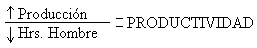 ↑ Producción
↓ Hrs. Hombre
= PRODUCTIVIDAD